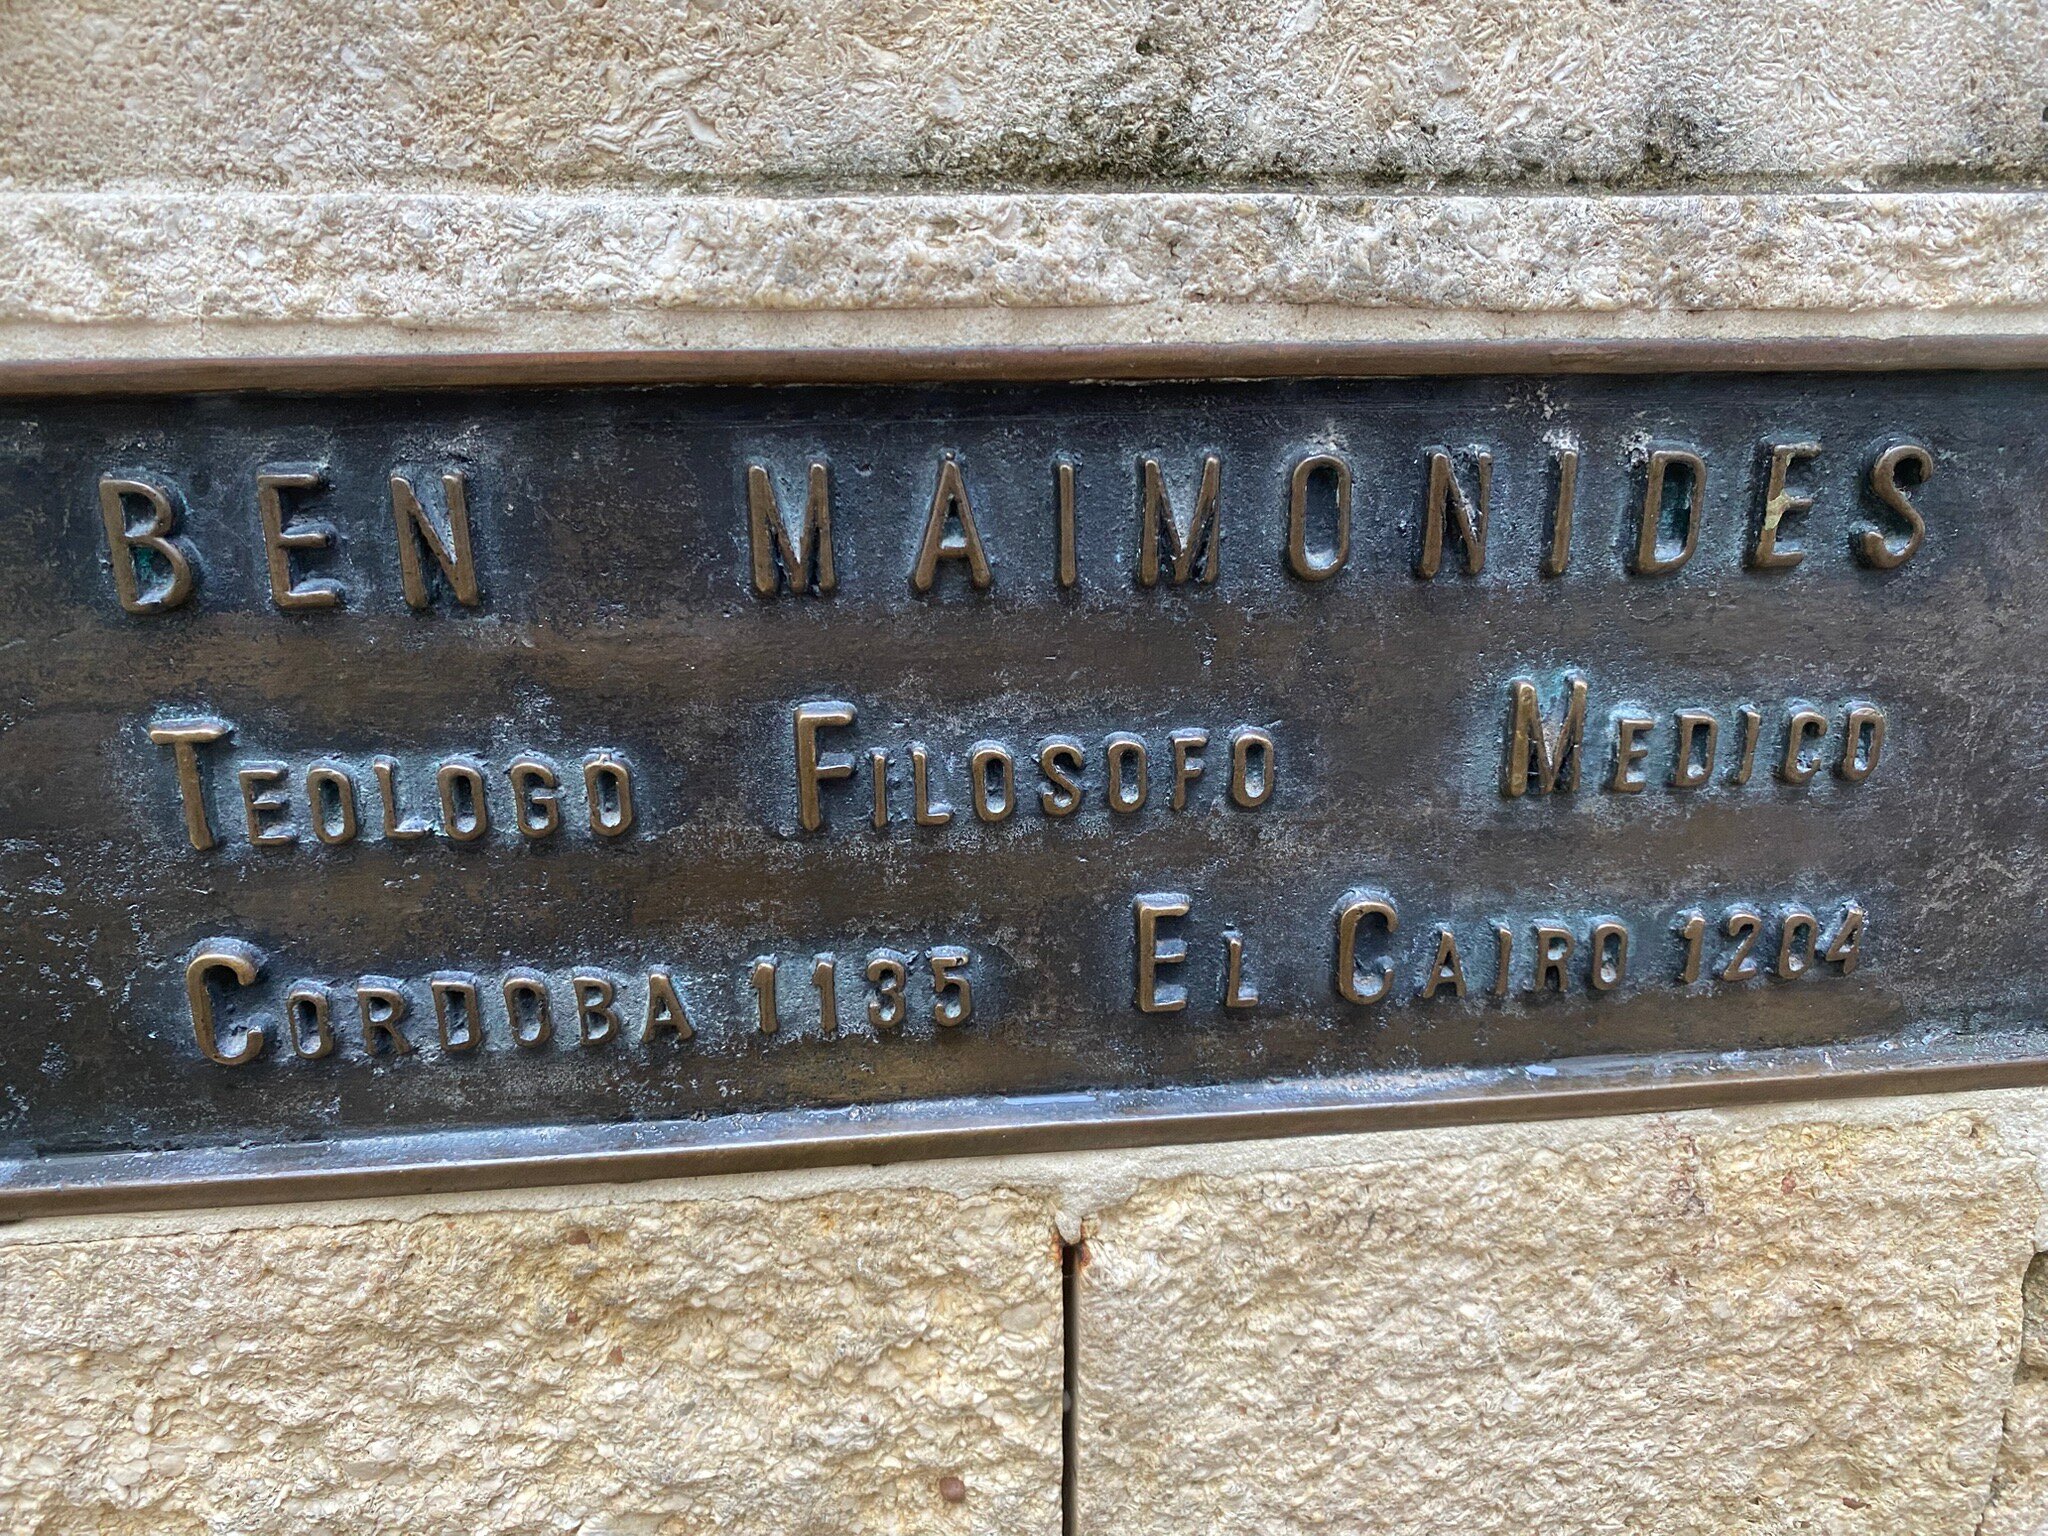 BEN MAIMONIDES
TEOLOGO FILOSOFO MEDICO
CORDOBA 1135 EL CAIRO 1204